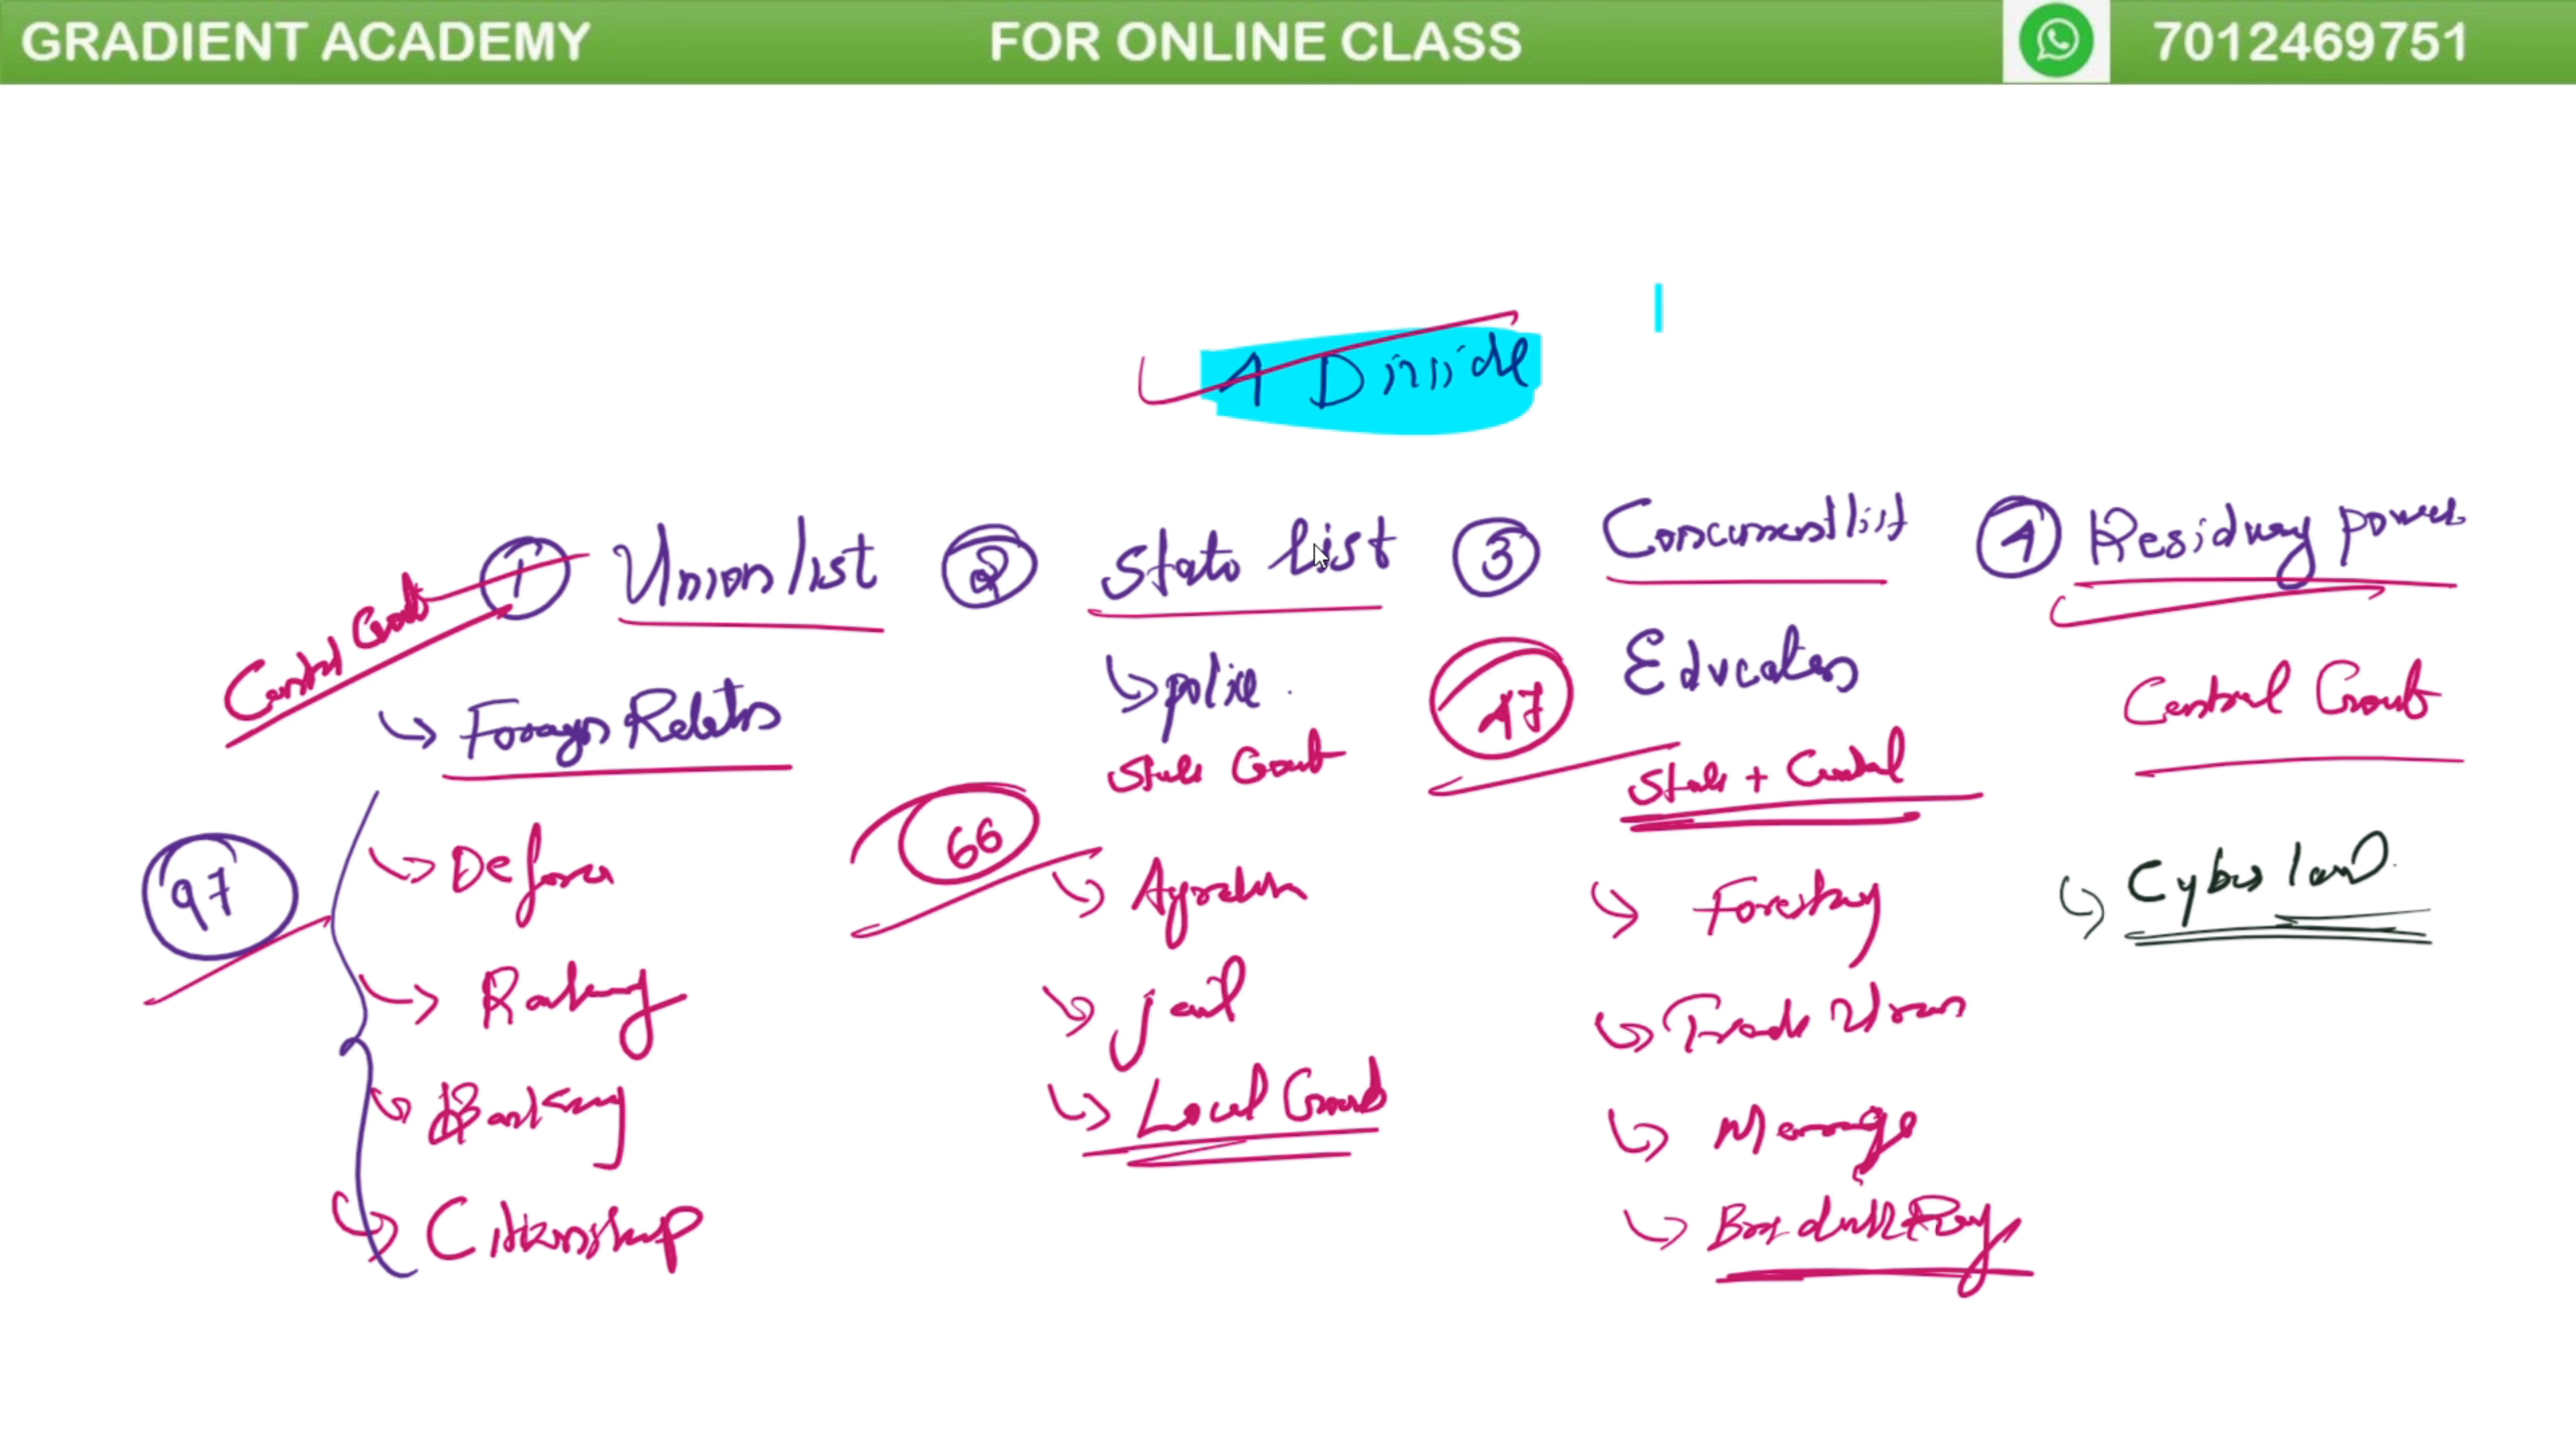 GRADIENT ACADEMY FOR ONLINE CLASS 7012469751
4 Divide
1 Union list
Central Govt
Foreign Relatns
97
Defence
Railway
Banking
Citizenship
2 State list
police.
State Govt
66
Agricultr
jail
Local Govt
3 Concurrent list
Education
47
State + Central
Forestry
Trade Union
Marriage
4 Residuary power
Central Govt
Cyber law